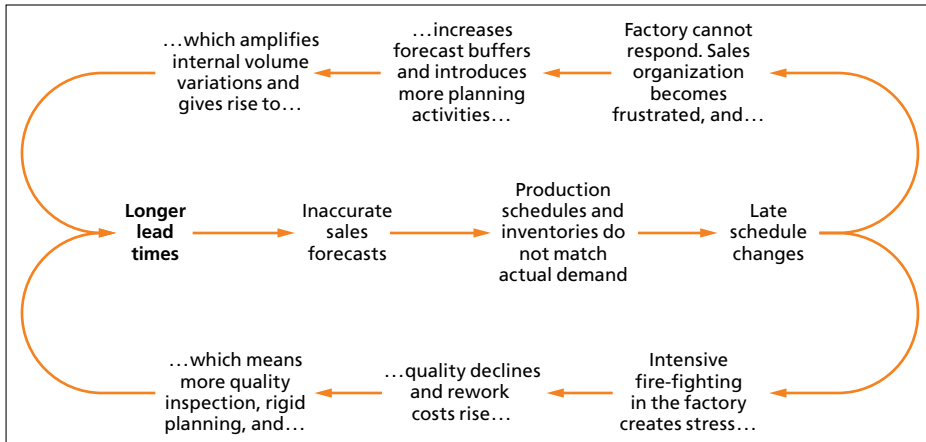 …which amplifies
internal volume
variations and
gives rise to…
…increases
forecast buffers
and introduces
more planning
activities…
Factory cannot
respond. Sales
organization
becomes
frustrated, and…
Longer
lead
times
Inaccurate
sales
forecasts
Production
schedules and
inventories do
not match
actual demand
Late
schedule
changes
…which means
more quality
inspection, rigid
planning, and…
…quality declines
and rework
costs rise…
Intensive
fire-fighting
in the factory
creates stress…